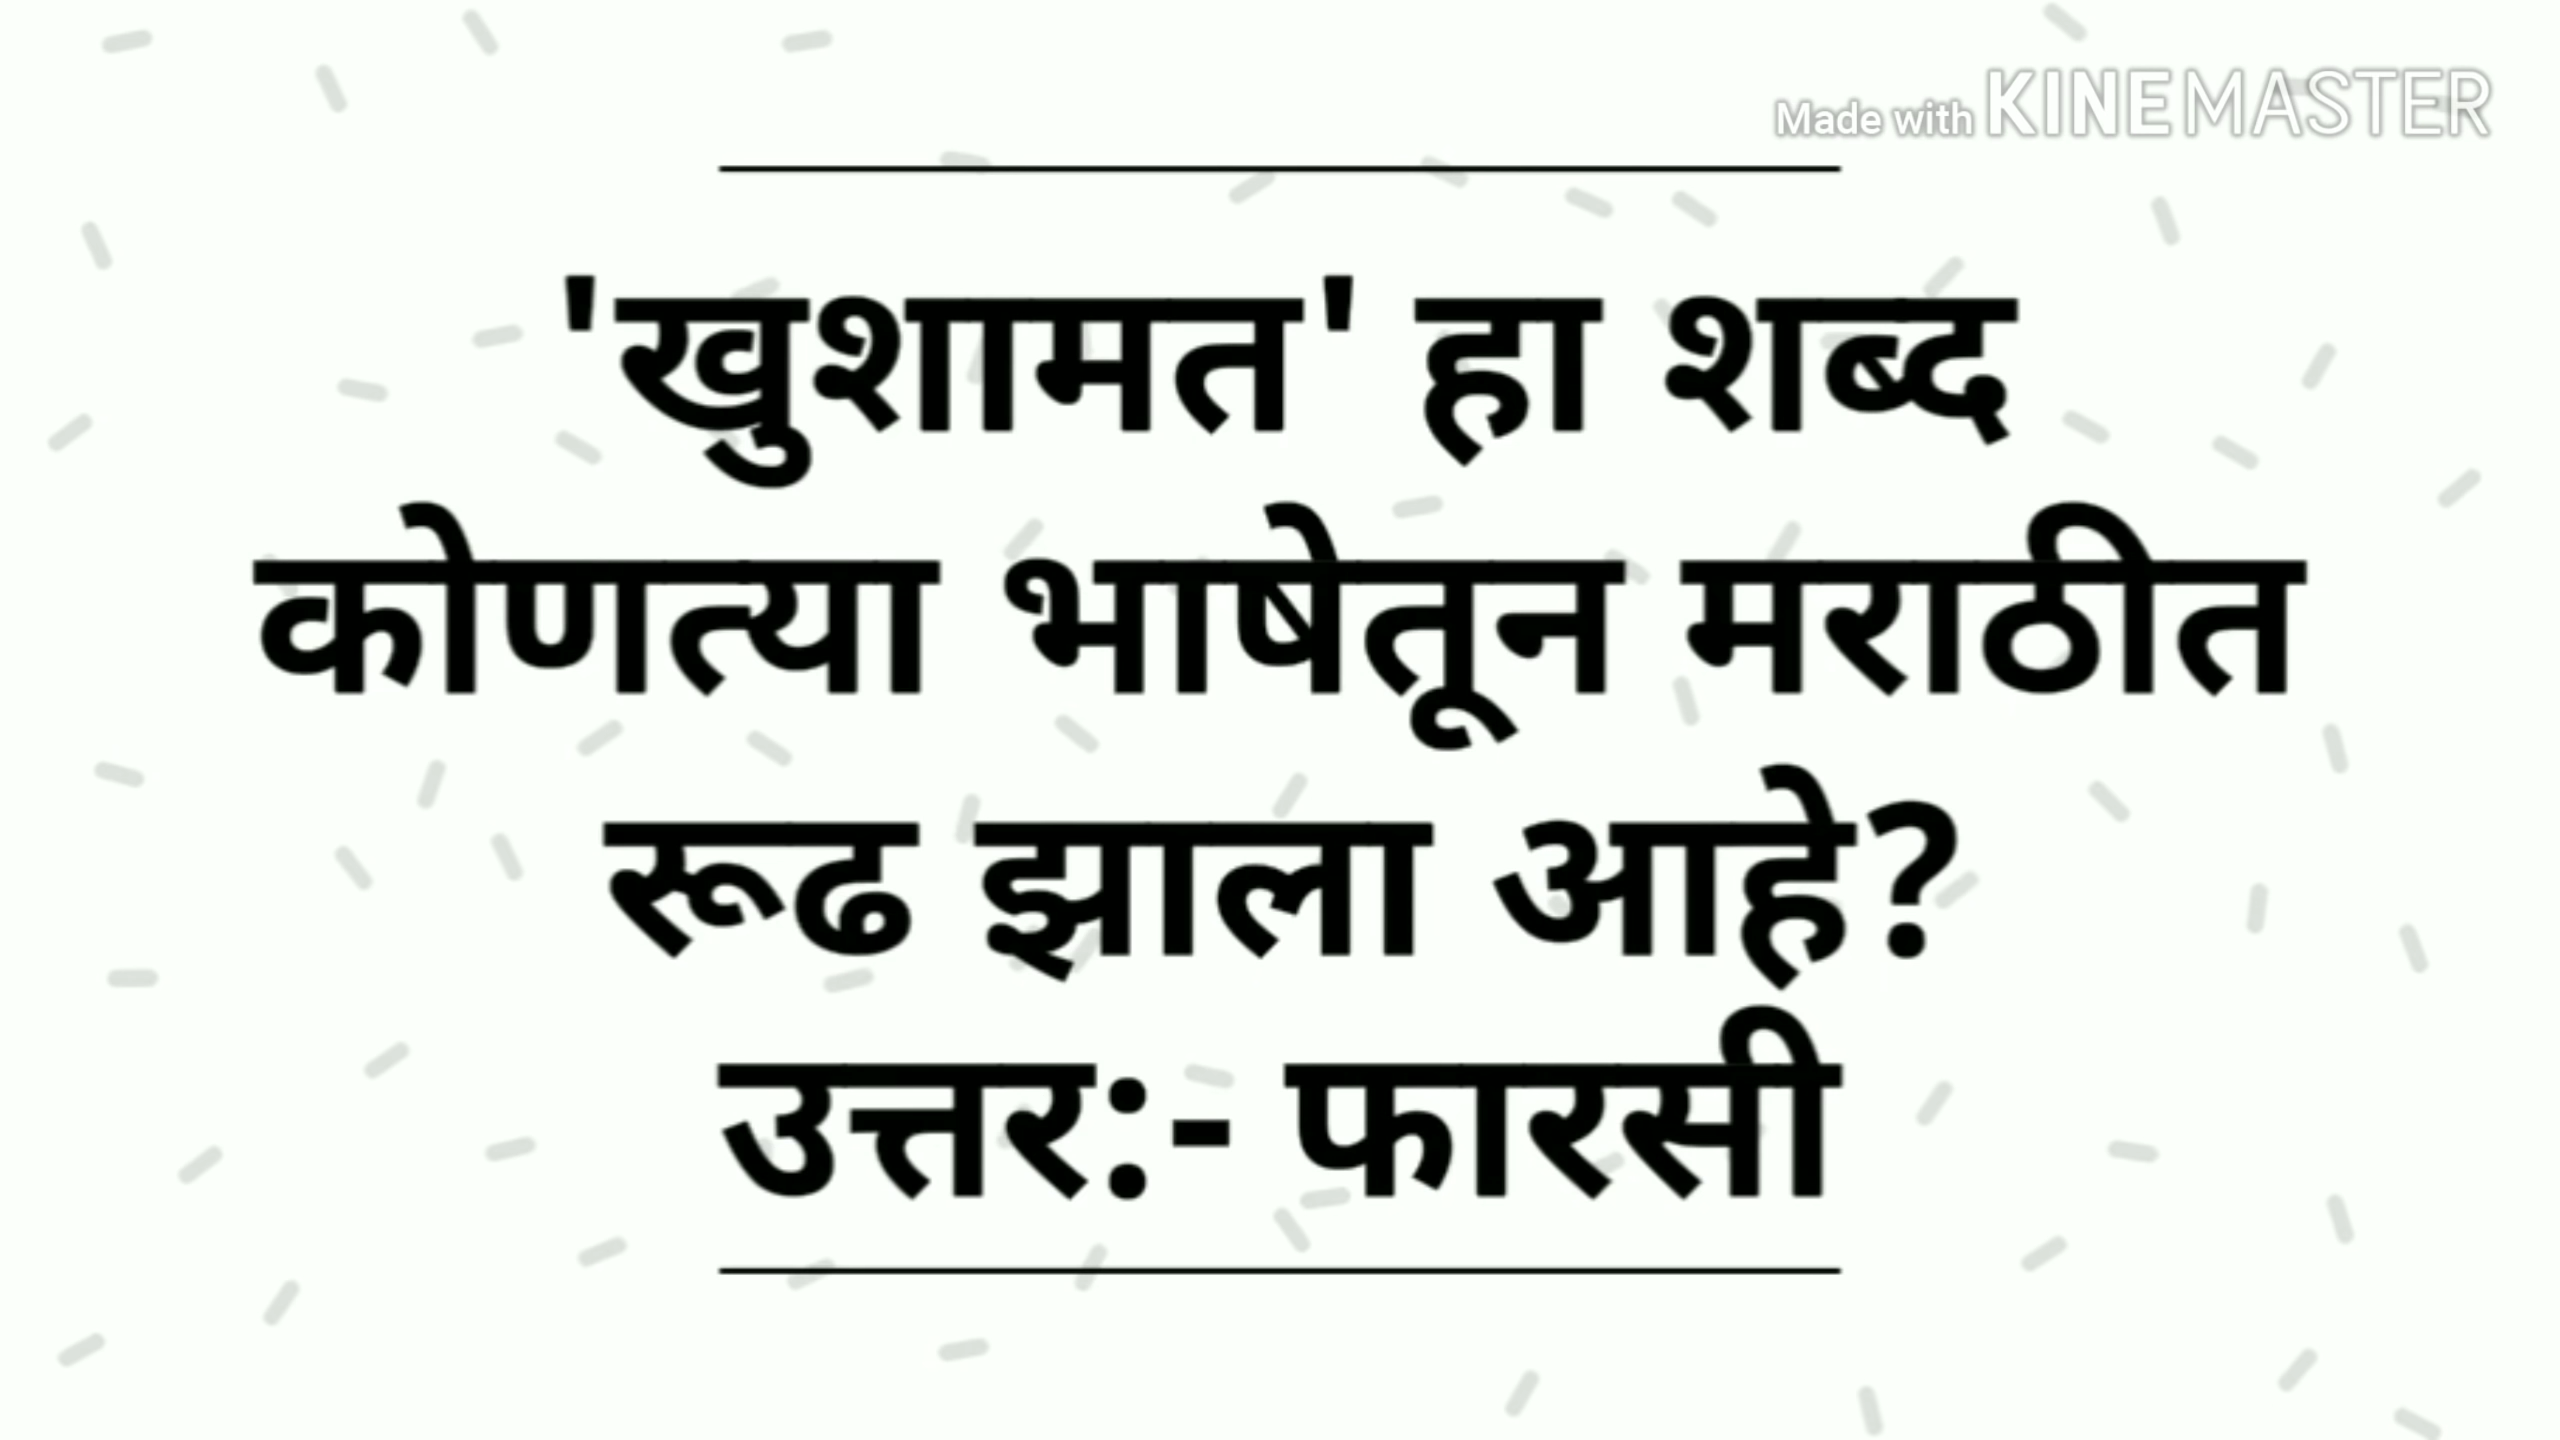 Made with KINEMASTER
'खुशामत' हा शब्द
कोणत्या भाषेतून मराठीत
रूढ झाला आहे?
उत्तर:- फारसी